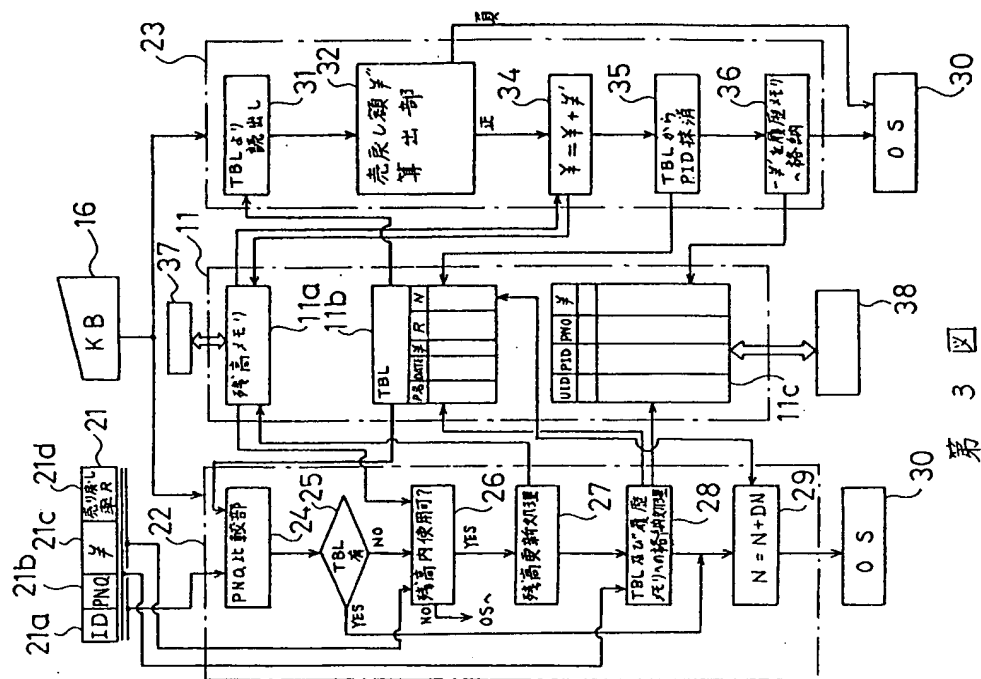 16
KB
37
21
21a
21b
21c
21d
ID
PNO.
¥
売り戻し率R
22
PNO.比較部
24
TBL有
25
YES
NO
残高内使用可?
26
NO
OSへ
YES
残高更新処理
27
TBL及び履歴メモリへの格納処理
28
N=N+DN
29
OS
30
11
残高メモリ
11a
11b
TBL
P.名
DATE
¥
R
N
UID
PID
PNO
¥
11c
38
23
TBLより読出し
31
売戻し額¥"算出部
32
負
正
¥=¥+¥'
34
TBLからPID抹消
35
-¥'を履歴メモリへ格納
36
OS
30
第 3 図